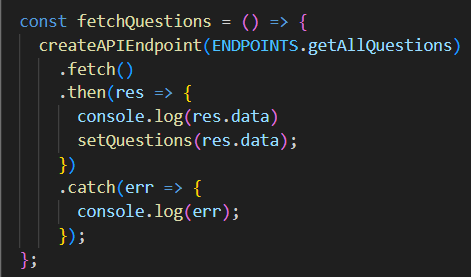 const fetchQuestions = () => {
  createAPIEndpoint(ENDPOINTS.getAllQuestions)
    .fetch()
    .then(res => {
      console.log(res.data)
      setQuestions(res.data);
    })
    .catch(err => {
      console.log(err);
    });
};